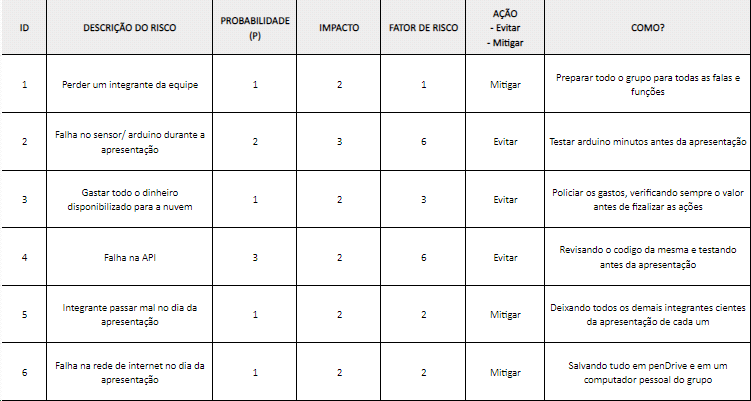 ID
DESCRIÇÃO DO RISCO
PROBABILIDADE
(P)
IMPACTO
FATOR DE RISCO
AÇÃO
- Evitar
- Mitigar
COMO?
1
Perder um integrante da equipe
1
2
1
Mitigar
Preparar todo o grupo para todas as falas e
funções
2
Falha no sensor/ arduino durante a
apresentação
2
3
6
Evitar
Testar arduino minutos antes da apresentação
3
Gastar todo o dinheiro
disponibilizado para a nuvem
1
2
3
Evitar
Policiar os gastos, verificando sempre o valor
antes de fizalizar as ações
4
Falha na API
3
2
6
Evitar
Revisando o codigo da mesma e testando
antes da apresentação
5
Integrante passar mal no dia da
apresentação
1
2
2
Mitigar
Deixando todos os demais integrantes cientes
da apresentação de cada um
6
Falha na rede de internet no dia da
apresentação
1
2
2
Mitigar
Salvando tudo em penDrive e em um
computador pessoal do grupo